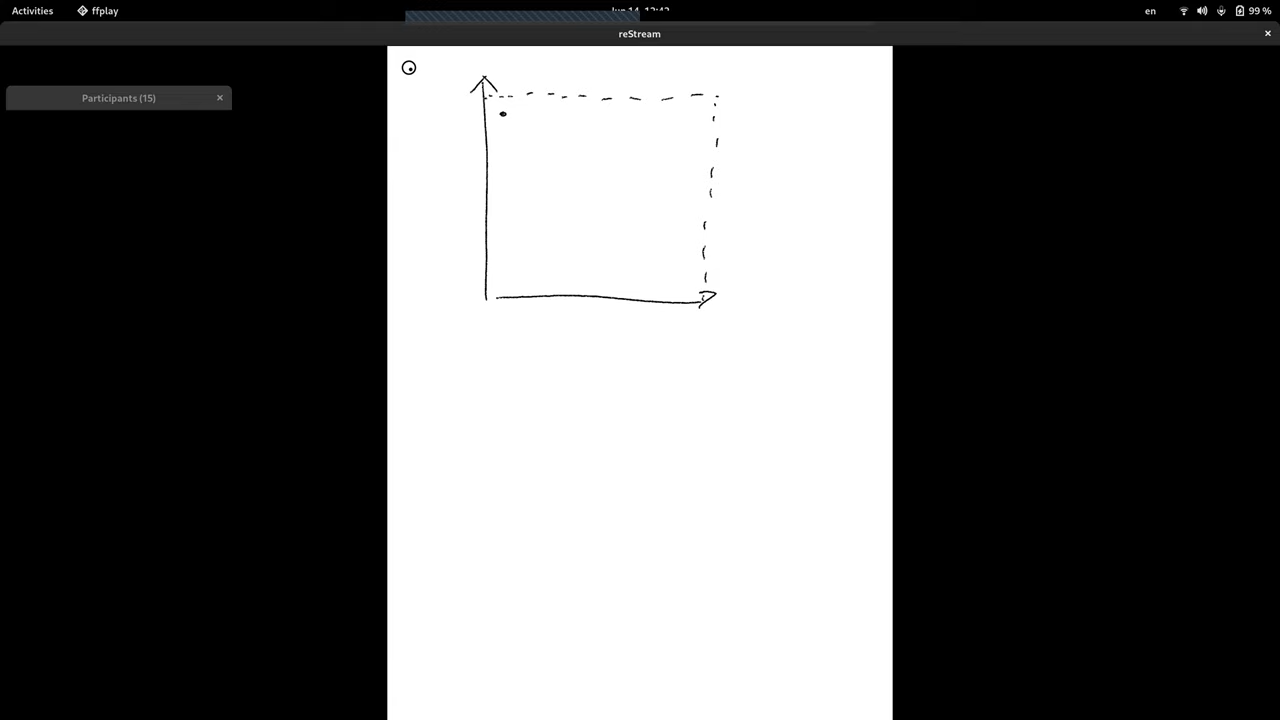 Activities ffplay en 99 %
reStream
Participants (15)